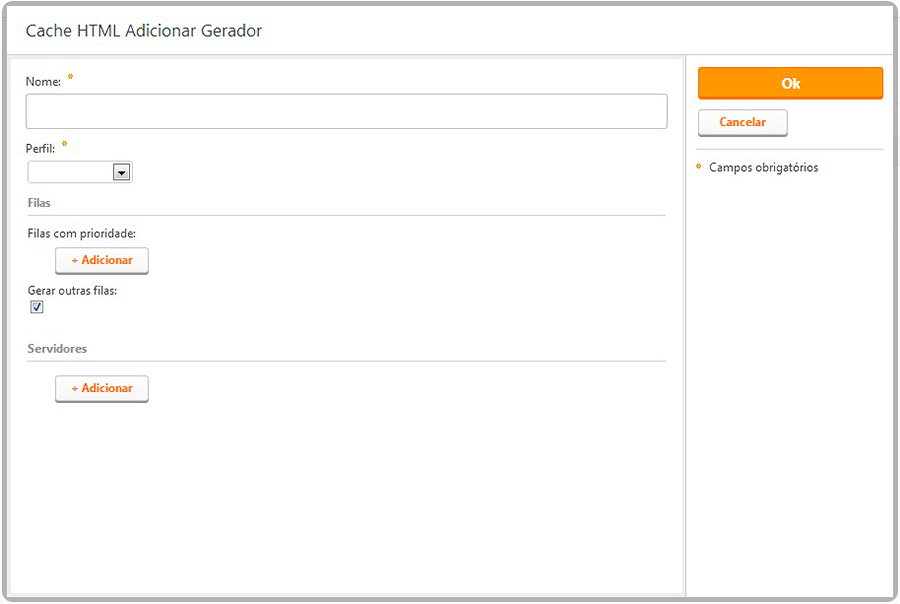 Cache HTML Adicionar Gerador
Nome: *
Perfil: *
Filas
Filas com prioridade:
+ Adicionar
Gerar outras filas:
Servidores
+ Adicionar
Ok
Cancelar
* Campos obrigatórios